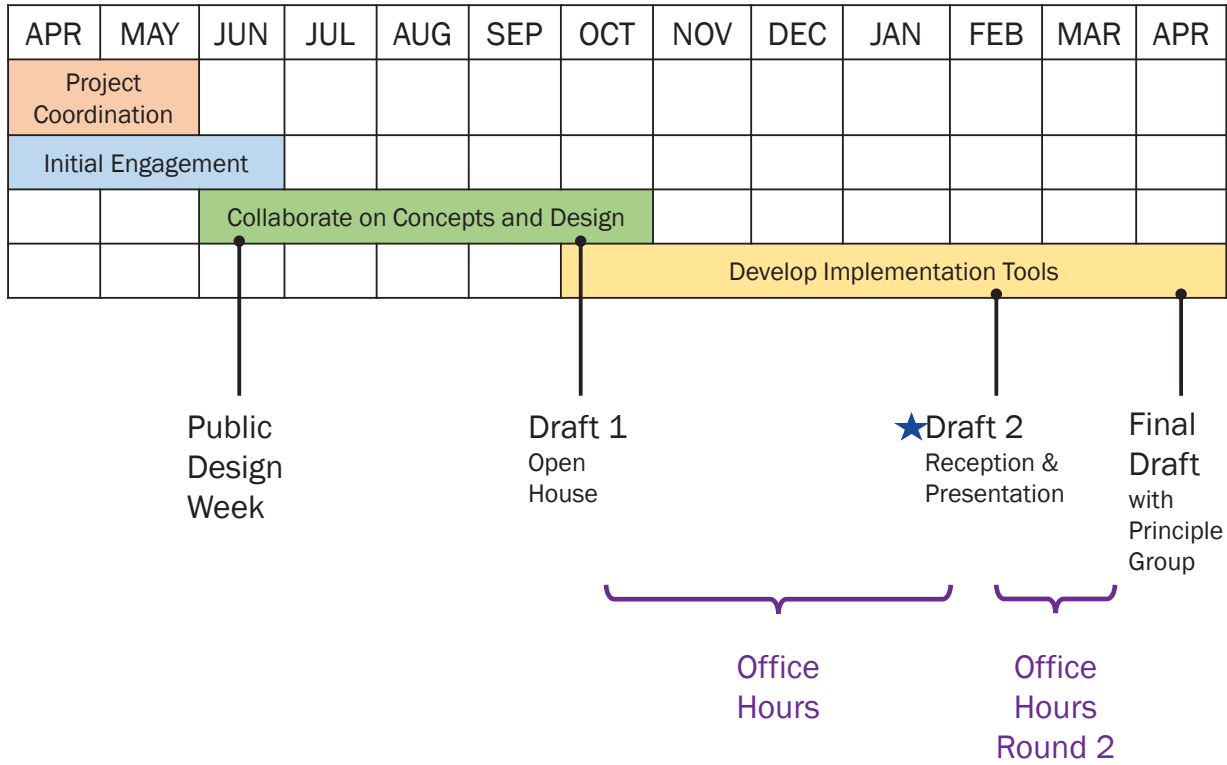 APR MAY JUN JUL AUG SEP OCT NOV DEC JAN FEB MAR APR
Project
Coordination
Initial Engagement
Collaborate on Concepts and Design
Develop Implementation Tools
Public
Design
Week
Draft 1
Open
House
Draft 2
Reception &
Presentation
Final
Draft
with
Principle
Group
Office
Hours
Office
Hours
Round 2